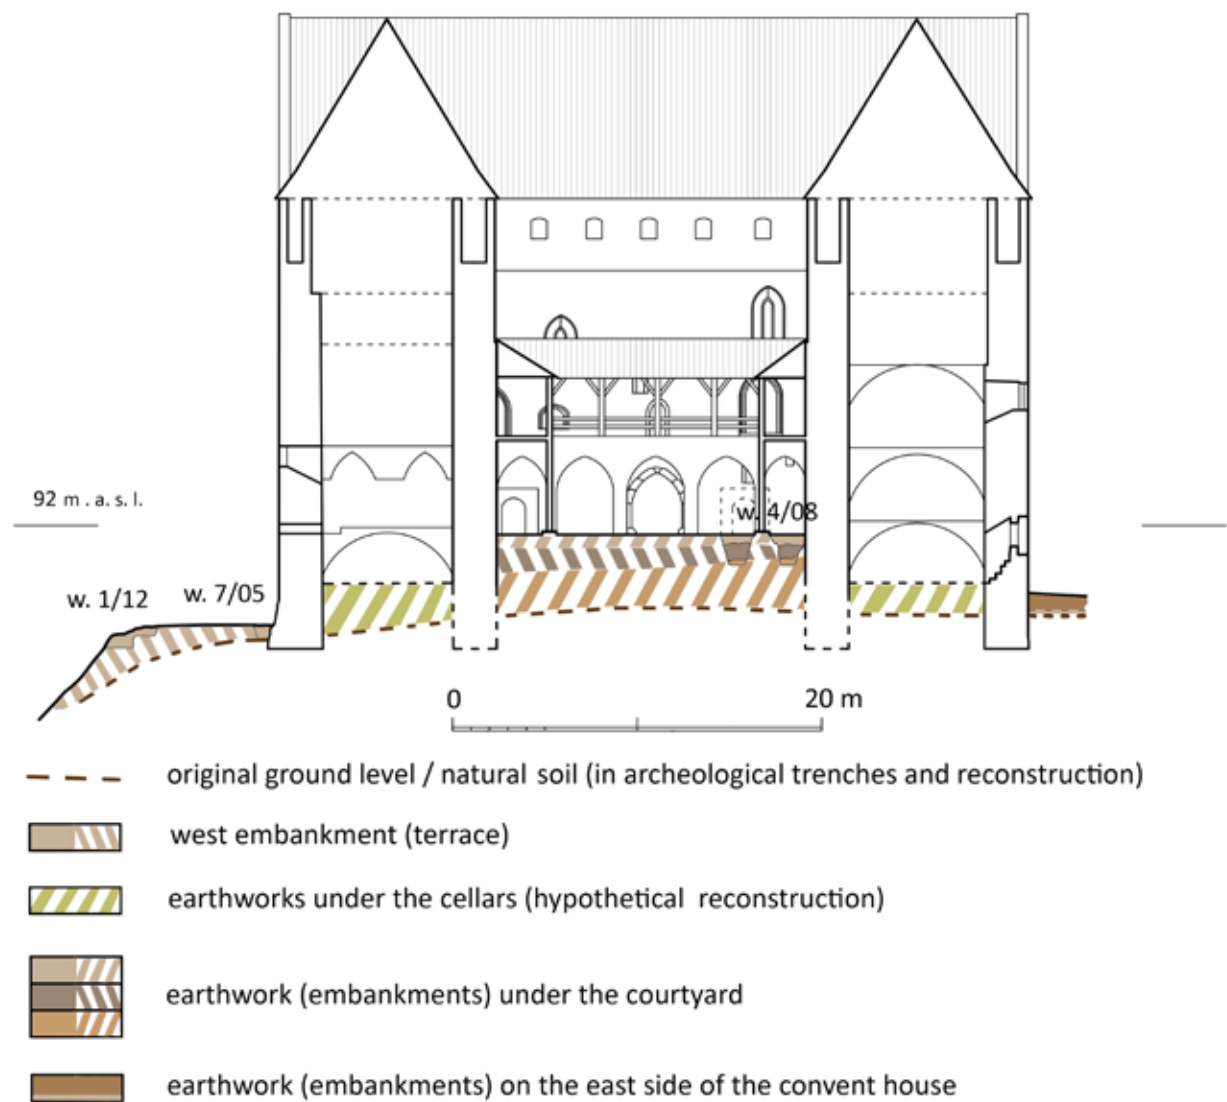 92 m . a. s. l.
w. 4/08
w. 1/12
w. 7/05
0
20 m
original ground level / natural soil (in archeological trenches and reconstruction)
west embankment (terrace)
earthworks under the cellars (hypothetical reconstruction)
earthwork (embankments) under the courtyard
earthwork (embankments) on the east side of the convent house